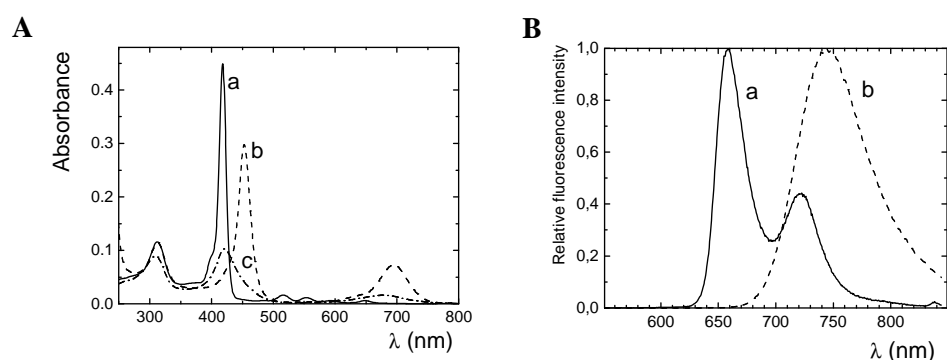 A
Absorbance
0.4
0.3
0.2
0.1
0.0
300 400 500 600 700 800
λ (nm)
a
b
c
B
Relative fluorescence intensity
1,0
0,8
0,6
0,4
0,2
0,0
600 650 700 750 800
λ (nm)
a
b